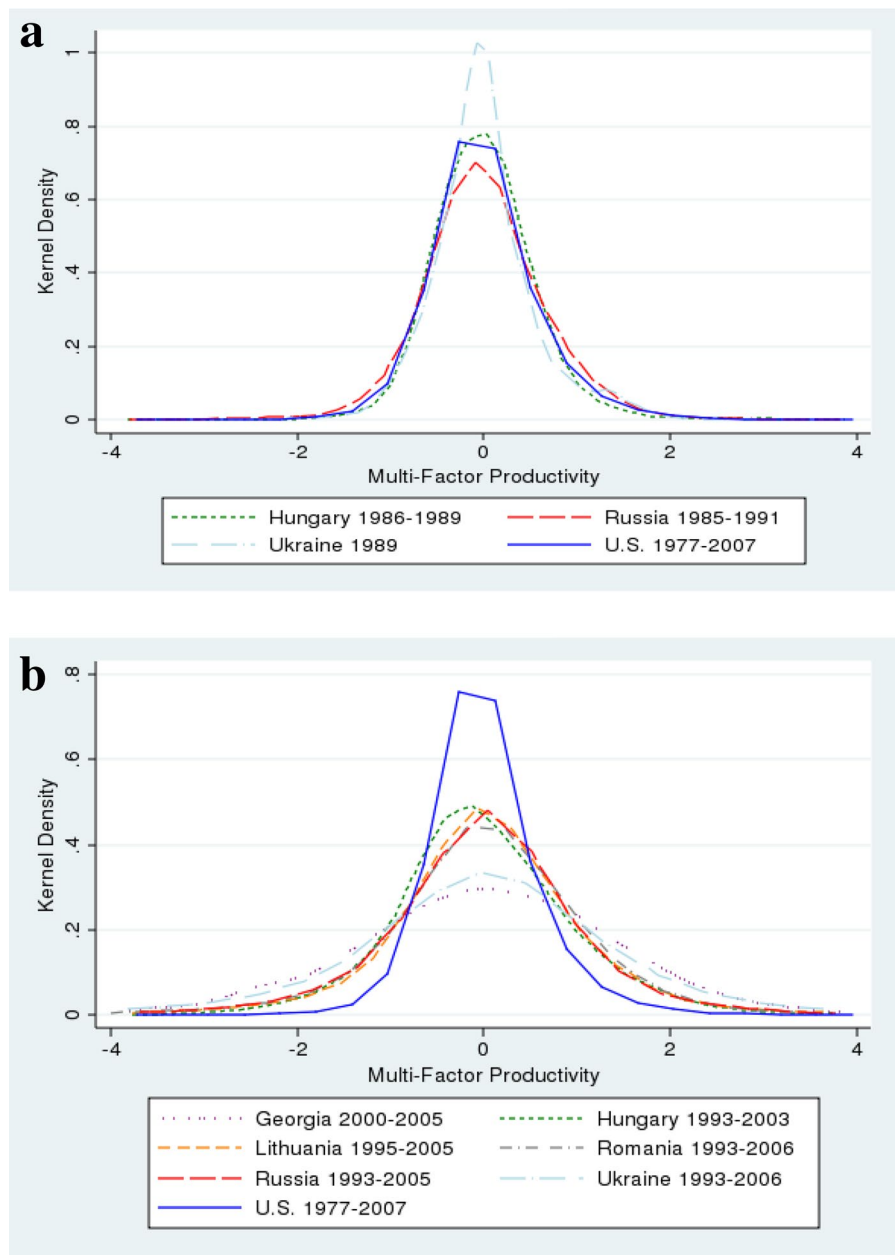 a
1
.8
.6
.4
.2
0
Kernel Density
-4 -2 0 2 4
Multi-Factor Productivity
Hungary 1986-1989 Russia 1985-1991
Ukraine 1989 U.S. 1977-2007
b
.8
.6
.4
.2
0
Kernel Density
-4 -2 0 2 4
Multi-Factor Productivity
Georgia 2000-2005 Hungary 1993-2003
Lithuania 1995-2005 Romania 1993-2006
Russia 1993-2005 Ukraine 1993-2006
U.S. 1977-2007